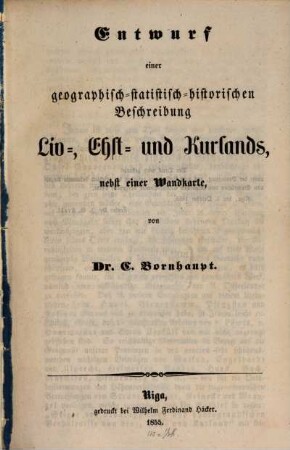 Entwurf
einer
geographisch-statistisch-historischen
Beschreibung
Liv-, Ehst- und Kurlands,
nebst einer Wandkarte,
von
Dr. C. Bornhaupt.
Riga,
gedruckt bei Wilhelm Ferdinand Häcker.
1855.